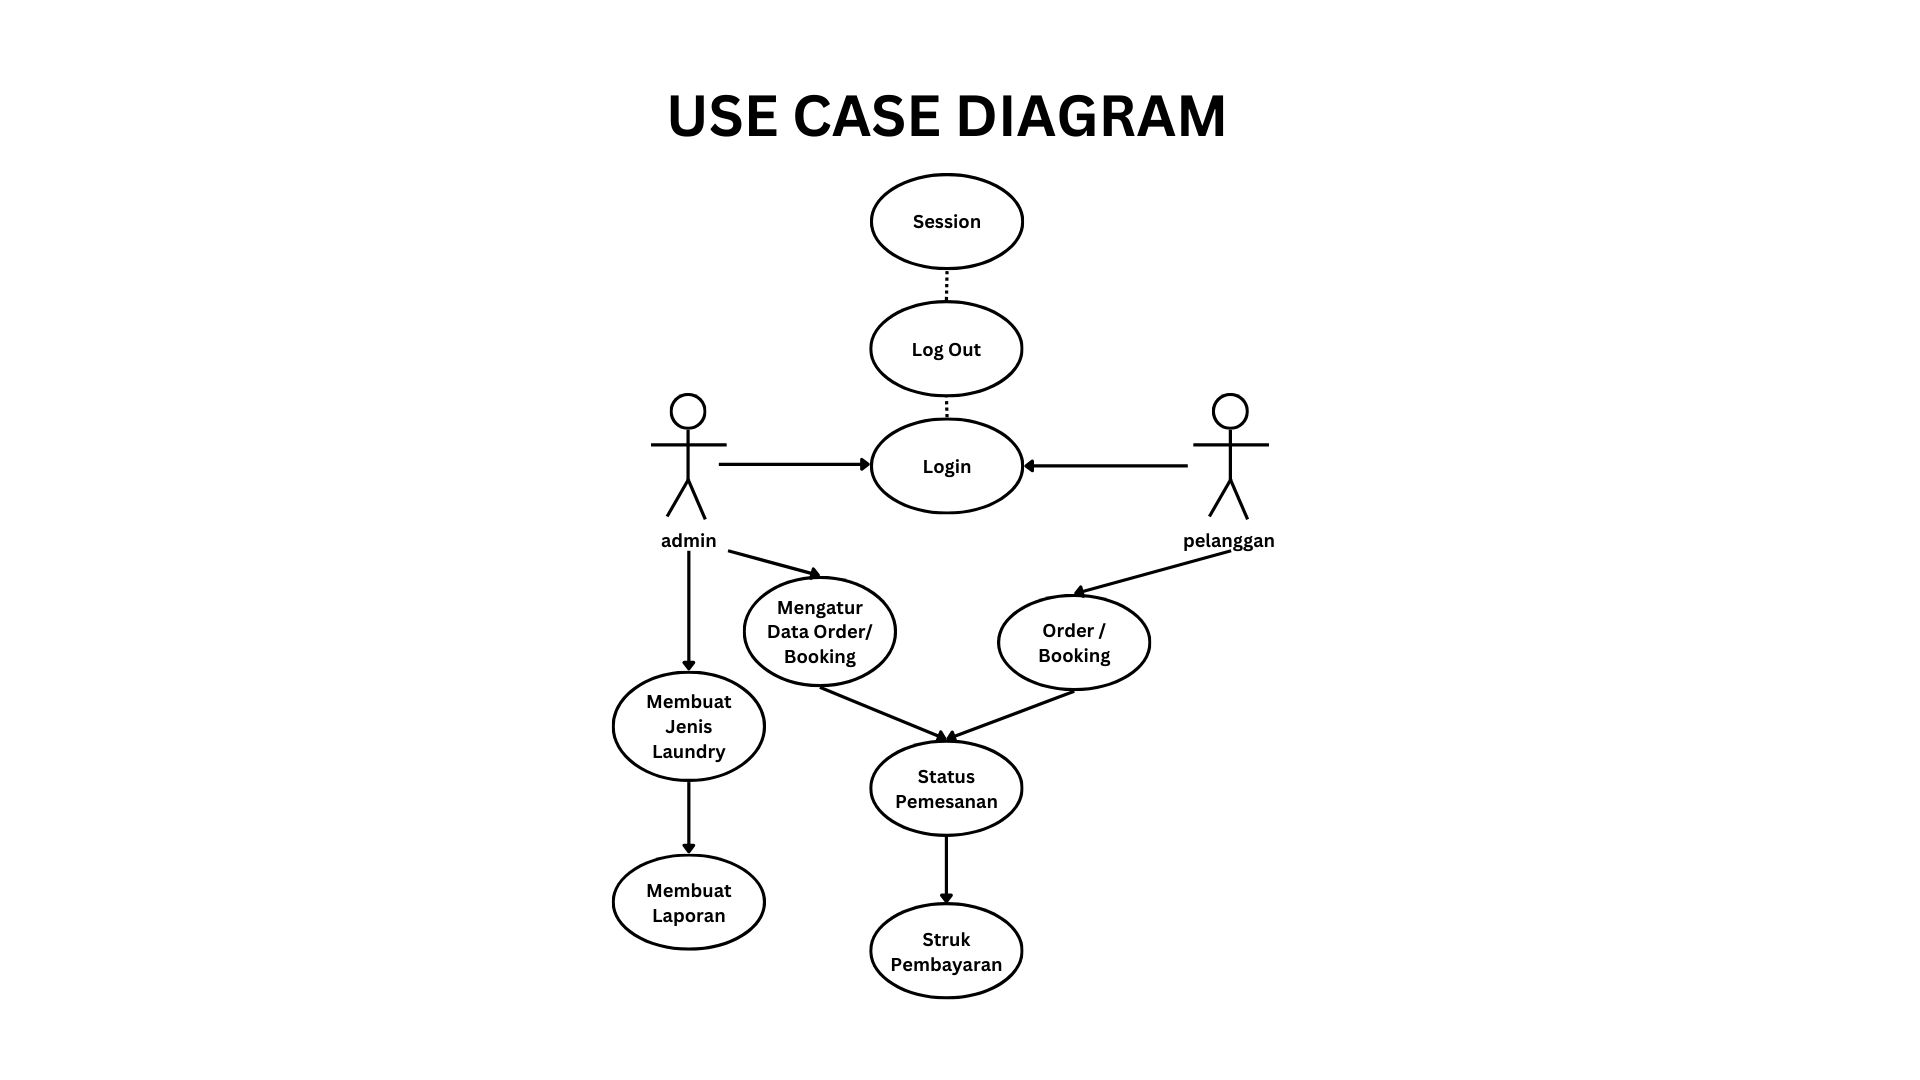 USE CASE DIAGRAM
Session
Log Out
Login
admin
pelanggan
Mengatur
Data Order/
Booking
Order /
Booking
Membuat
Jenis
Laundry
Status
Pemesanan
Membuat
Laporan
Struk
Pembayaran